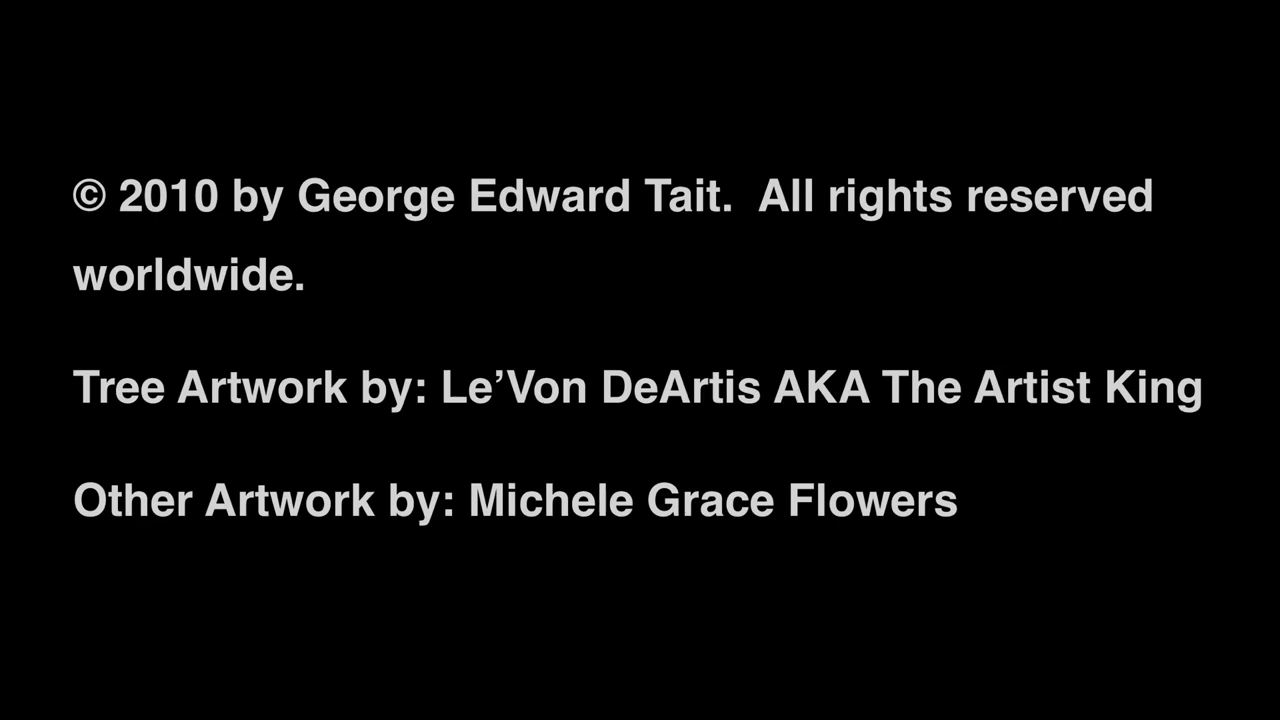 © 2010 by George Edward Tait.  All rights reserved
worldwide.
Tree Artwork by: Le’Von DeArtis AKA The Artist King
Other Artwork by: Michele Grace Flowers